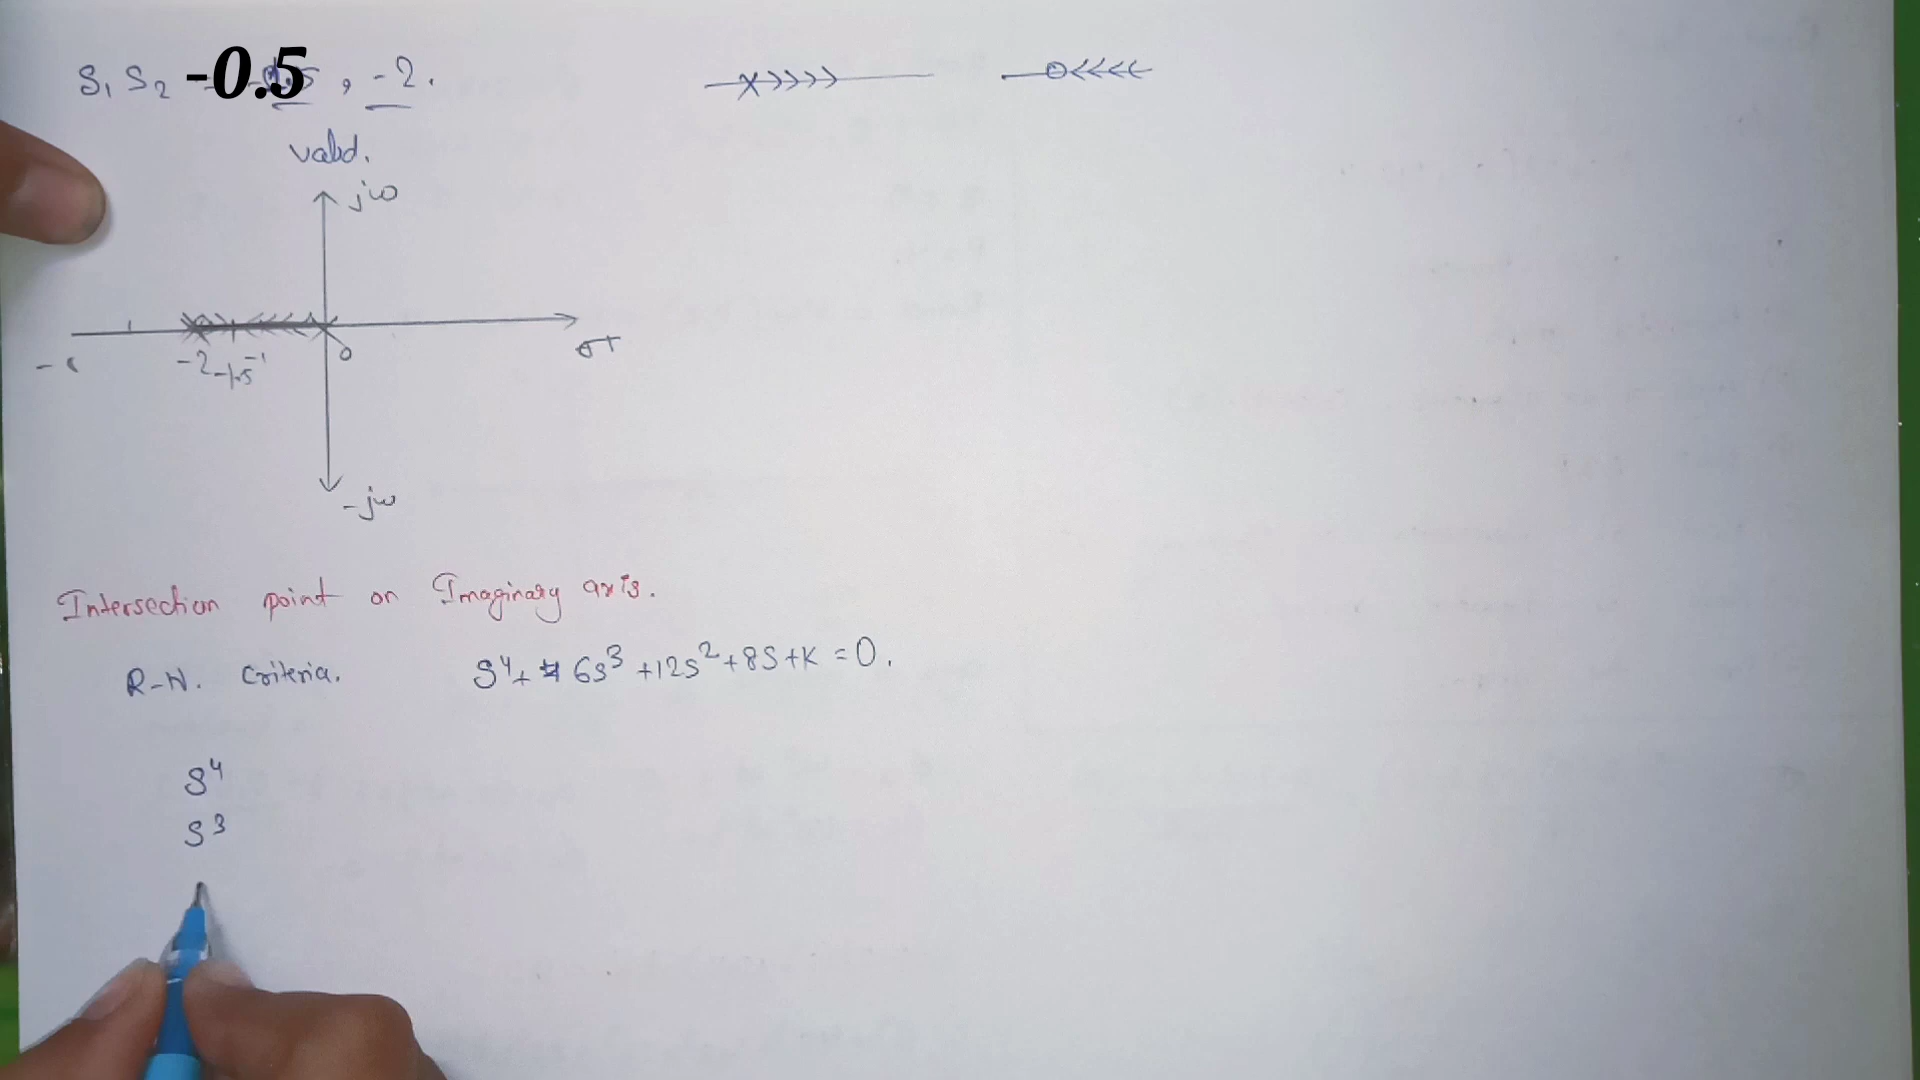 S₁ S₂ -0.5 , -2.
valid.
jω
-2 -1.5 -1 0 σ+
-jω
Intersection point on Imaginary axis.
R-H. Criteria. S⁴+ 6s³ +12s²+8S+K =0.
S⁴
S³